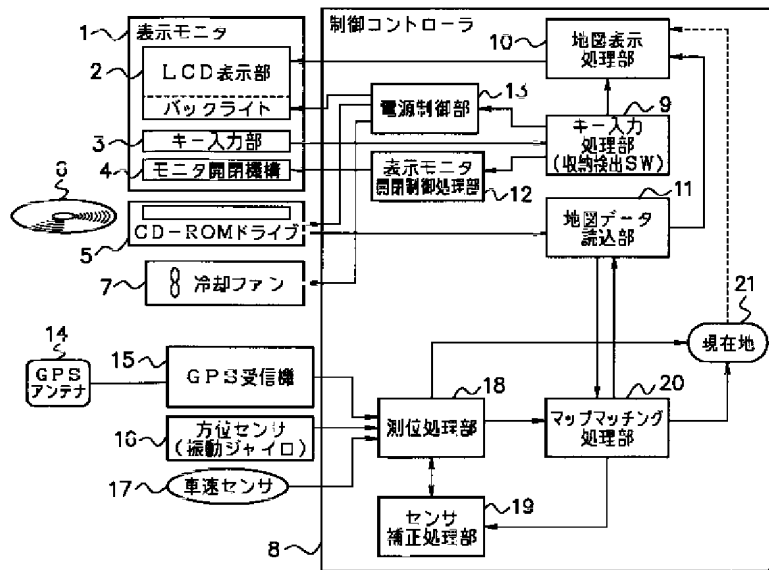 1
表示モニタ
2
LCD表示部
バックライト
3
キー入力部
4
モニタ開閉機構
6
5
CD-ROMドライブ
7
冷却ファン
14
GPS
アンテナ
15
GPS受信機
16
方位センサ
(振動ジャイロ)
17
車速センサ
8
制御コントローラ
10
地図表示
処理部
13
電源制御部
9
キー入力
処理部
(収納検出SW)
表示モニタ
開閉制御処理部
12
11
地図データ
読込部
21
現在地
18
測位処理部
20
マップマッチング
処理部
19
センサ
補正処理部